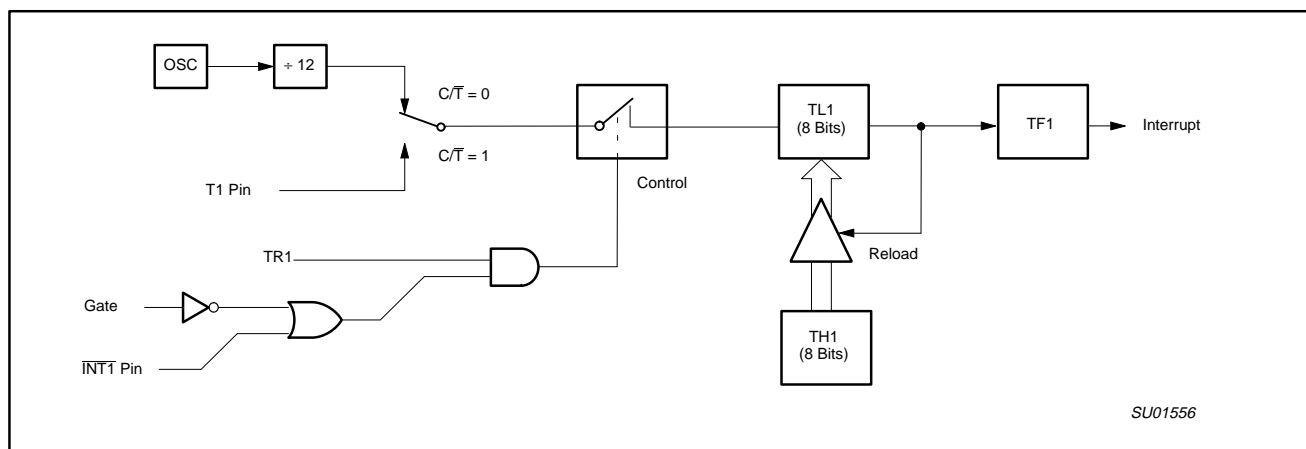 OSC
÷ 12
C/T̅ = 0
C/T̅ = 1
T1 Pin
Control
TL1
(8 Bits)
TF1
Interrupt
TR1
Reload
Gate
I̅N̅T̅1̅ Pin
TH1
(8 Bits)
SU01556